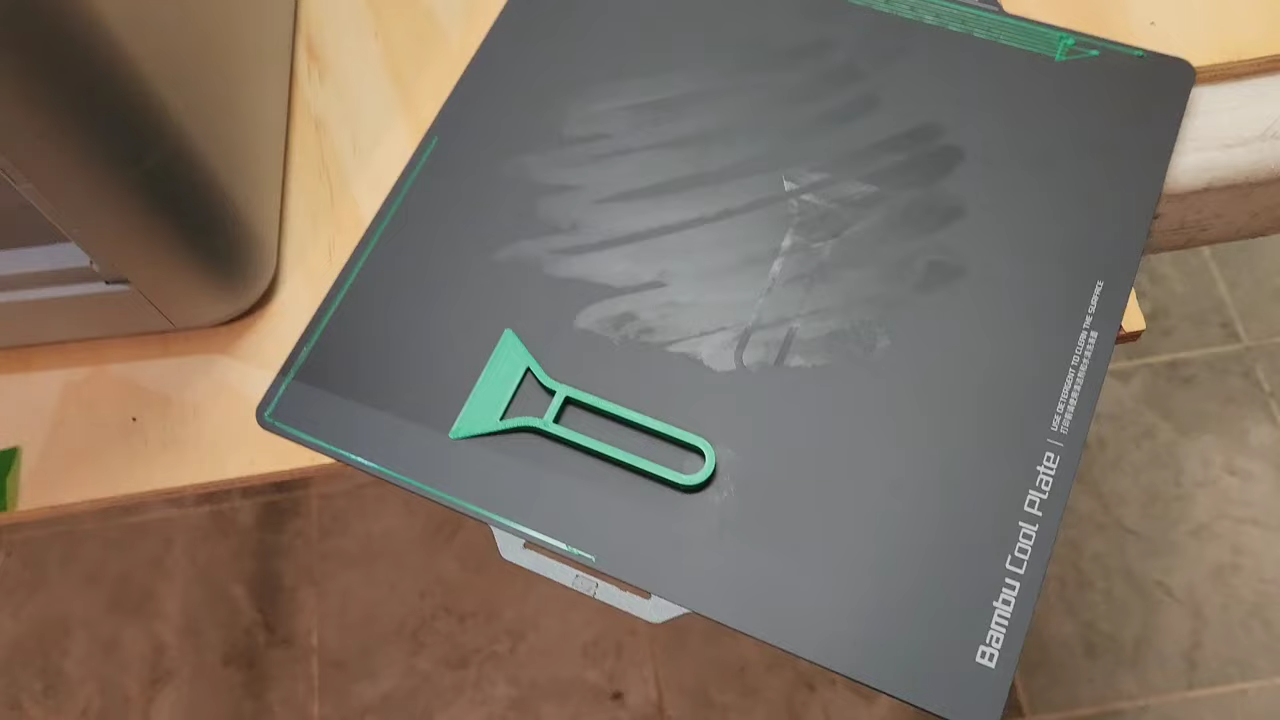 Bambu Cool Plate
USE DETERGENT TO CLEAN THE SURFACE